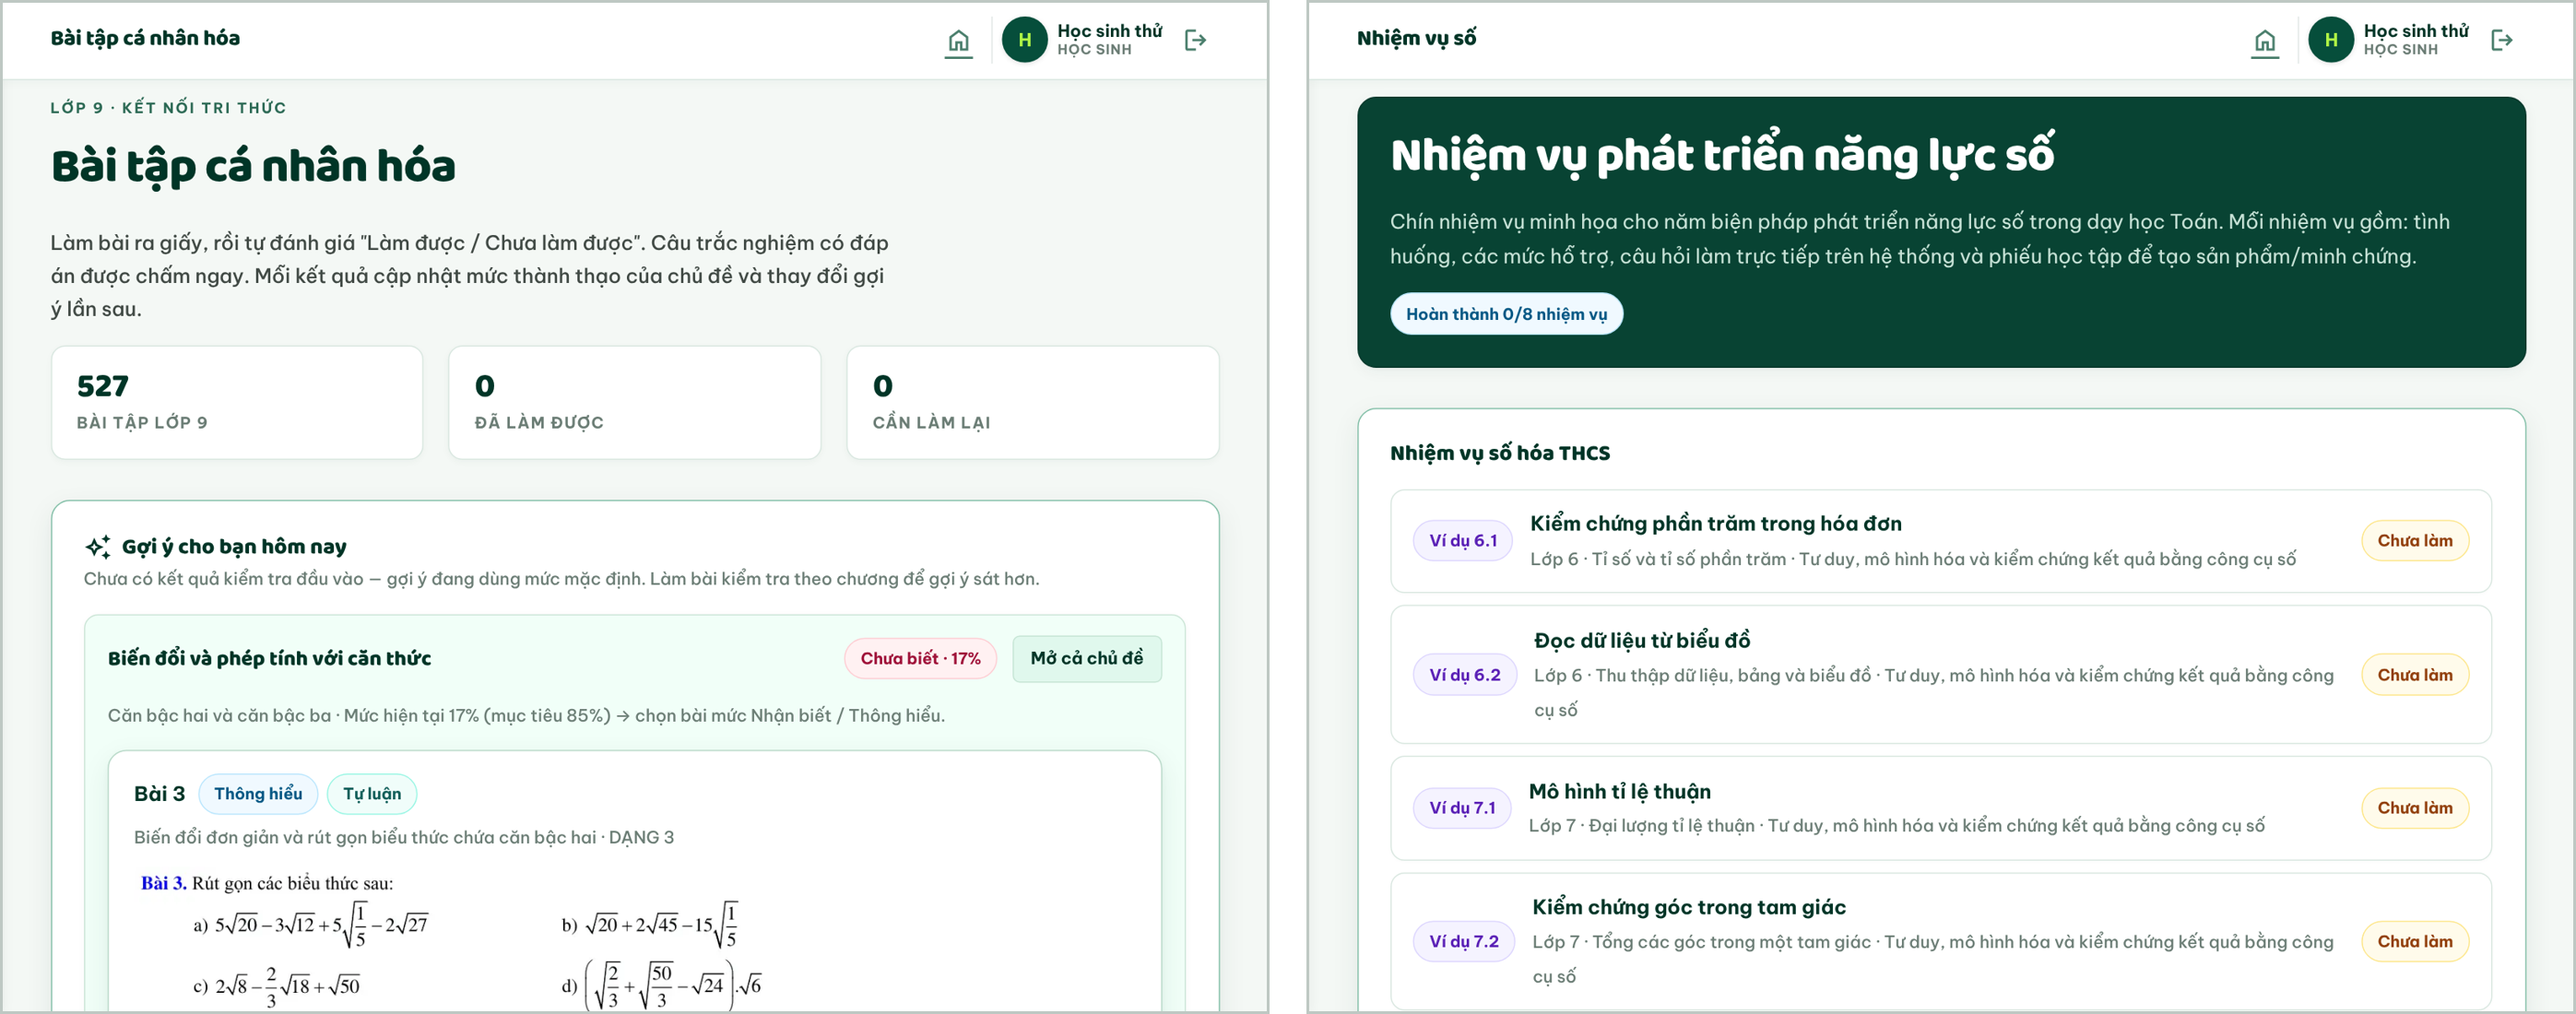 Bài tập cá nhân hóa
H
Học sinh thử
HỌC SINH
LỚP 9 · KẾT NỐI TRI THỨC
Bài tập cá nhân hóa
Làm bài ra giấy, rồi tự đánh giá "Làm được / Chưa làm được". Câu trắc nghiệm có đáp
án được chấm ngay. Mỗi kết quả cập nhật mức thành thạo của chủ đề và thay đổi gợi
ý lần sau.
527
BÀI TẬP LỚP 9
0
ĐÃ LÀM ĐƯỢC
0
CẦN LÀM LẠI
Gợi ý cho bạn hôm nay
Chưa có kết quả kiểm tra đầu vào — gợi ý đang dùng mức mặc định. Làm bài kiểm tra theo chương để gợi ý sát hơn.
Biến đổi và phép tính với căn thức
Chưa biết · 17%
Mở cả chủ đề
Căn bậc hai và căn bậc ba · Mức hiện tại 17% (mục tiêu 85%) → chọn bài mức Nhận biết / Thông hiểu.
Bài 3
Thông hiểu
Tự luận
Biến đổi đơn giản và rút gọn biểu thức chứa căn bậc hai · DẠNG 3
Bài 3. Rút gọn các biểu thức sau:
a) 5√20 − 3√12 + 5√(1/5) − 2√27
b) √20 + 2√45 − 15√(1/5)
c) 2√8 − 2/3 √18 + √50
d) (√(2/3) + √(50/3) − √24).√6
Nhiệm vụ số
H
Học sinh thử
HỌC SINH
Nhiệm vụ phát triển năng lực số
Chín nhiệm vụ minh họa cho năm biện pháp phát triển năng lực số trong dạy học Toán. Mỗi nhiệm vụ gồm: tình
huống, các mức hỗ trợ, câu hỏi làm trực tiếp trên hệ thống và phiếu học tập để tạo sản phẩm/minh chứng.
Hoàn thành 0/8 nhiệm vụ
Nhiệm vụ số hóa THCS
Ví dụ 6.1
Kiểm chứng phần trăm trong hóa đơn
Lớp 6 · Tỉ số và tỉ số phần trăm · Tư duy, mô hình hóa và kiểm chứng kết quả bằng công cụ số
Chưa làm
Ví dụ 6.2
Đọc dữ liệu từ biểu đồ
Lớp 6 · Thu thập dữ liệu, bảng và biểu đồ · Tư duy, mô hình hóa và kiểm chứng kết quả bằng công
cụ số
Chưa làm
Ví dụ 7.1
Mô hình tỉ lệ thuận
Lớp 7 · Đại lượng tỉ lệ thuận · Tư duy, mô hình hóa và kiểm chứng kết quả bằng công cụ số
Chưa làm
Ví dụ 7.2
Kiểm chứng góc trong tam giác
Lớp 7 · Tổng các góc trong một tam giác · Tư duy, mô hình hóa và kiểm chứng kết quả bằng công
cụ số
Chưa làm